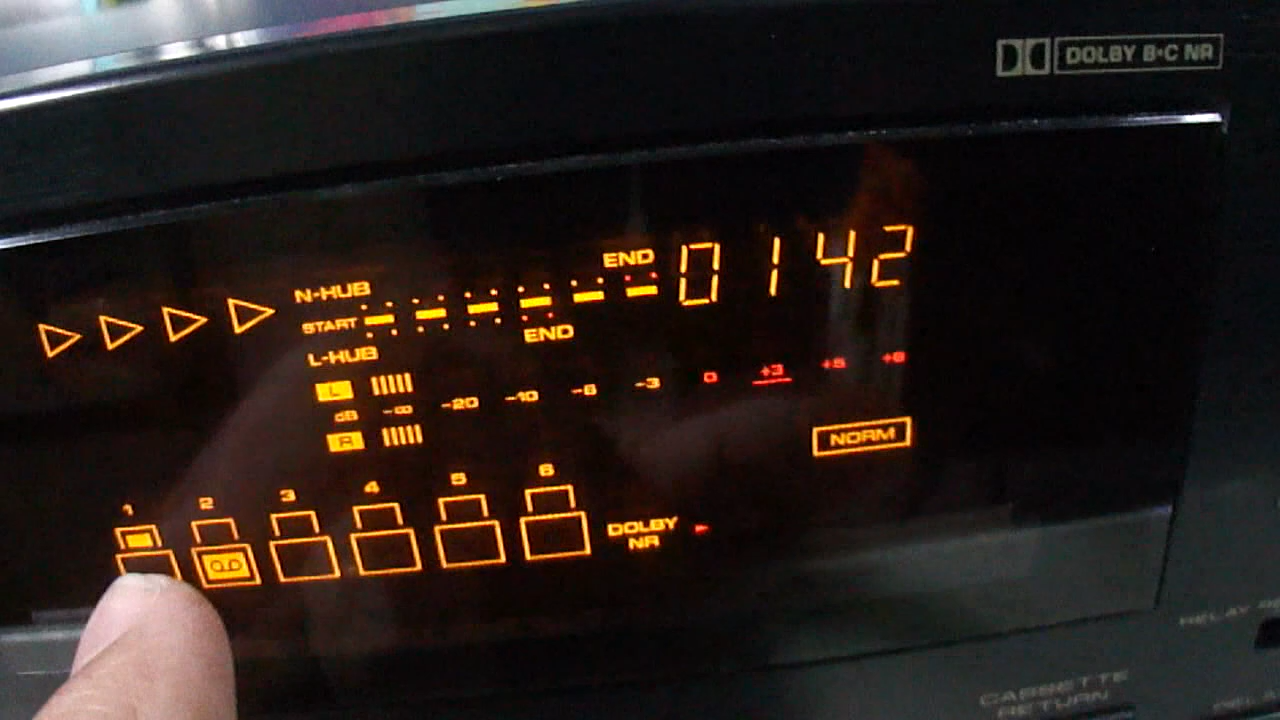 DOLBY B·C NR
END
0142
N-HUB
START
END
L-HUB
L
dB -∞ -20 -10 -6 -3 0 +3 +5 +8
R
NORM
1 2 3 4 5 6
DOLBY
NR
RELAY
CASSETTE
RETURN